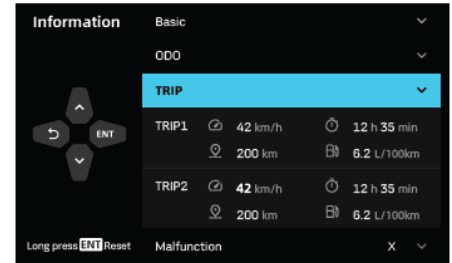 Information
Basic
ODO
TRIP
ENT
TRIP1 42 km/h 12 h 35 min
200 km 6.2 L/100km
TRIP2 42 km/h 12 h 35 min
200 km 6.2 L/100km
Long press ENT Reset
Malfunction X